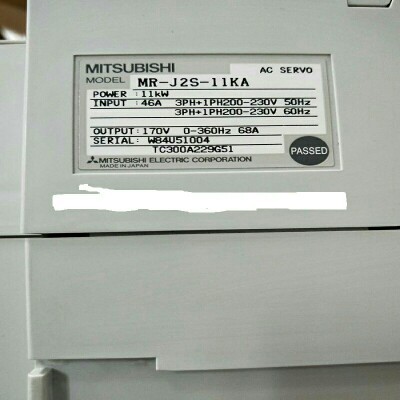 MITSUBISHI AC SERVO
MODEL MR-J2S-11KA
POWER : 11kW
INPUT : 46A 3PH+1PH200-230V 50Hz
3PH+1PH200-230V 60Hz
OUTPUT: 170V 0-360Hz 68A
SERIAL: W84U51004
TC300A229G51
PASSED
MITSUBISHI ELECTRIC CORPORATION
MADE IN JAPAN